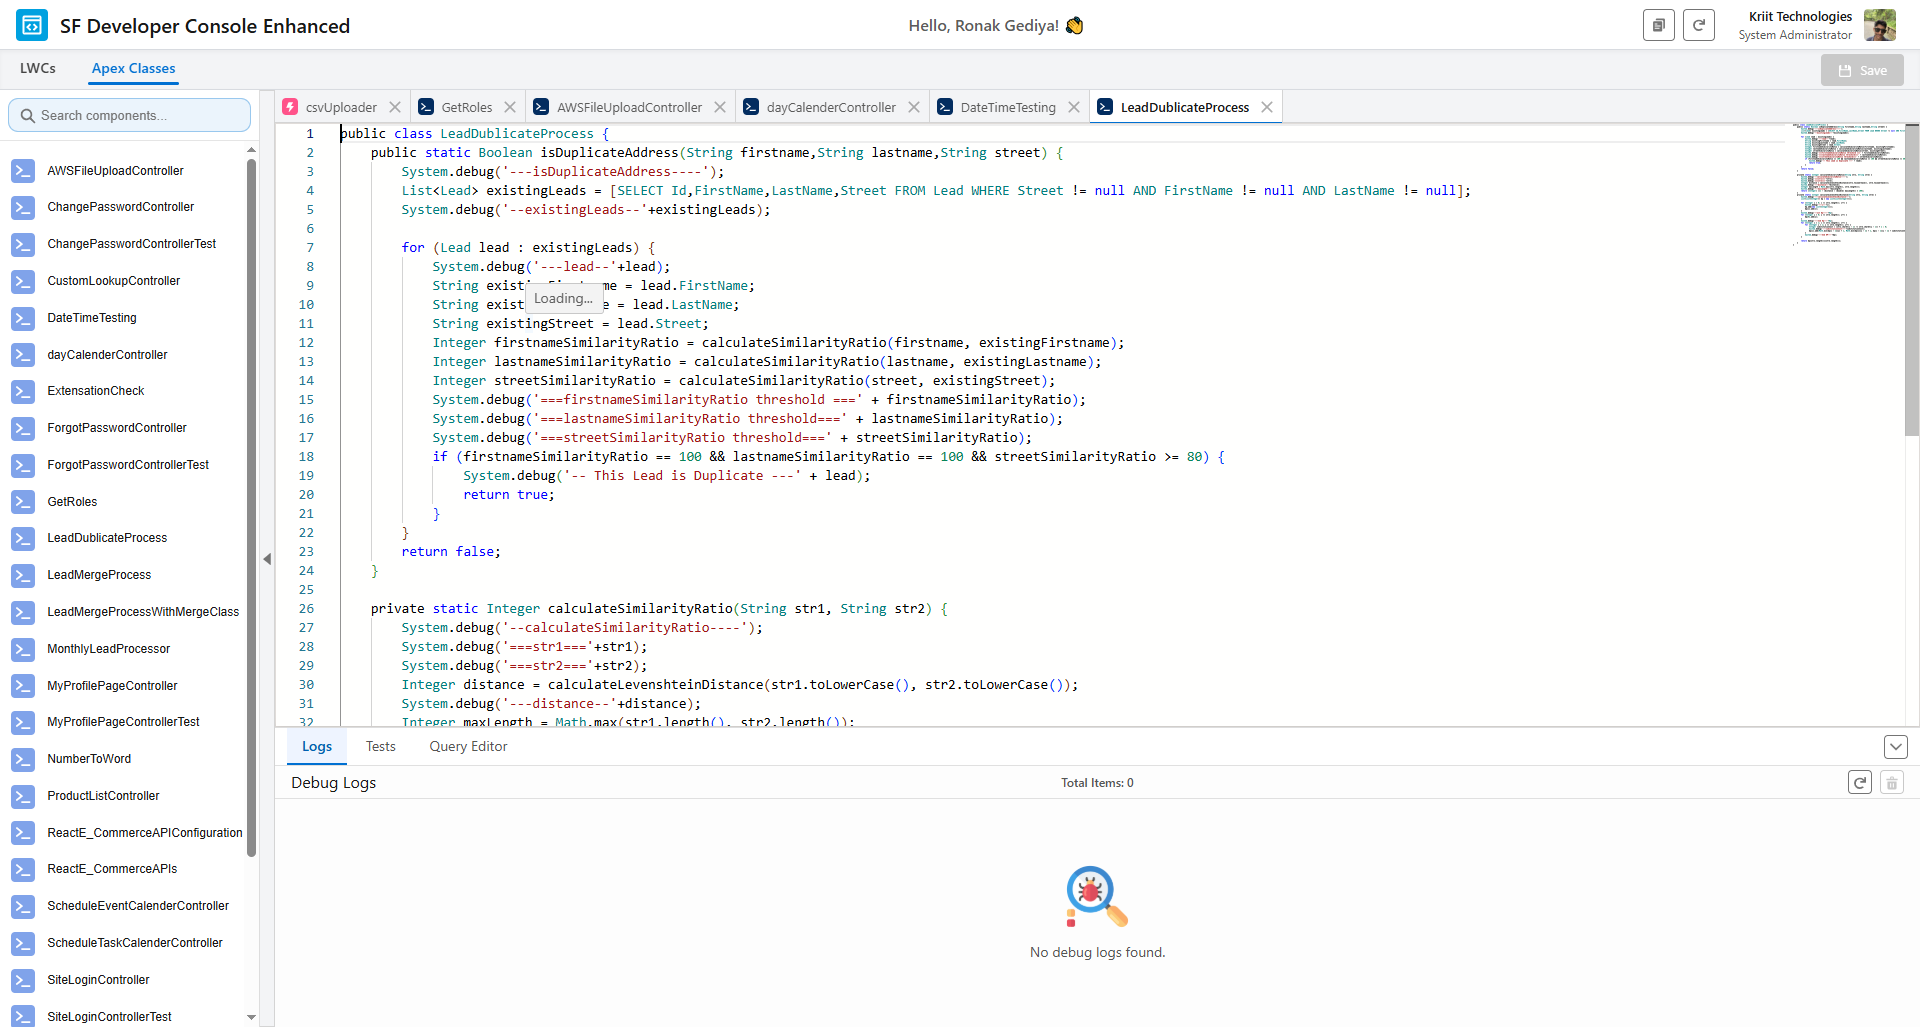 SF Developer Console Enhanced
Hello, Ronak Gediya! 👋
Kriit Technologies
System Administrator
LWCs
Apex Classes
Save
Search components...
AWSFileUploadController
ChangePasswordController
ChangePasswordControllerTest
CustomLookupController
DateTimeTesting
dayCalenderController
ExtensationCheck
ForgotPasswordController
ForgotPasswordControllerTest
GetRoles
LeadDublicateProcess
LeadMergeProcess
LeadMergeProcessWithMergeClass
MonthlyLeadProcessor
MyProfilePageController
MyProfilePageControllerTest
NumberToWord
ProductListController
ReactE_CommerceAPIConfiguration
ReactE_CommerceAPIs
ScheduleEventCalenderController
ScheduleTaskCalenderController
SiteLoginController
SiteLoginControllerTest
csvUploader
GetRoles
AWSFileUploadController
dayCalenderController
DateTimeTesting
LeadDublicateProcess
1 public class LeadDublicateProcess {
2 public static Boolean isDuplicateAddress(String firstname,String lastname,String street) {
3 System.debug('---isDublicateAddress----');
4 List<Lead> existingLeads = [SELECT Id,FirstName,LastName,Street FROM Lead WHERE Street != null AND FirstName != null AND LastName != null];
5 System.debug('--existingLeads--'+existingLeads);
6
7 for (Lead lead : existingLeads) {
8 System.debug('---lead--'+lead);
9 String existingFirstname = lead.FirstName;
Loading...
10 String exist e = lead.LastName;
11 String existingStreet = lead.Street;
12 Integer firstnameSimilarityRatio = calculateSimilarityRatio(firstname, existingFirstname);
13 Integer lastnameSimilarityRatio = calculateSimilarityRatio(lastname, existingLastname);
14 Integer streetSimilarityRatio = calculateSimilarityRatio(street, existingStreet);
15 System.debug('===firstnameSimilarityRatio threshold ===' + firstnameSimilarityRatio);
16 System.debug('===lastnameSimilarityRatio threshold===' + lastnameSimilarityRatio);
17 System.debug('===streetSimilarityRatio threshold===' + streetSimilarityRatio);
18 if (firstnameSimilarityRatio == 100 && lastnameSimilarityRatio == 100 && streetSimilarityRatio >= 80) {
19 System.debug('-- This Lead is Duplicate ---' + lead);
20 return true;
21 }
22 }
23 return false;
24 }
25
26 private static Integer calculateSimilarityRatio(String str1, String str2) {
27 System.debug('--calculateSimilarityRatio----');
28 System.debug('===str1==='+str1);
29 System.debug('===str2==='+str2);
30 Integer distance = calculateLevenshteinDistance(str1.toLowerCase(), str2.toLowerCase());
31 System.debug('---distance--'+distance);
32 Integer maxLength = Math.max(str1.length(), str2.length());
Logs
Tests
Query Editor
Debug Logs
Total Items: 0
No debug logs found.